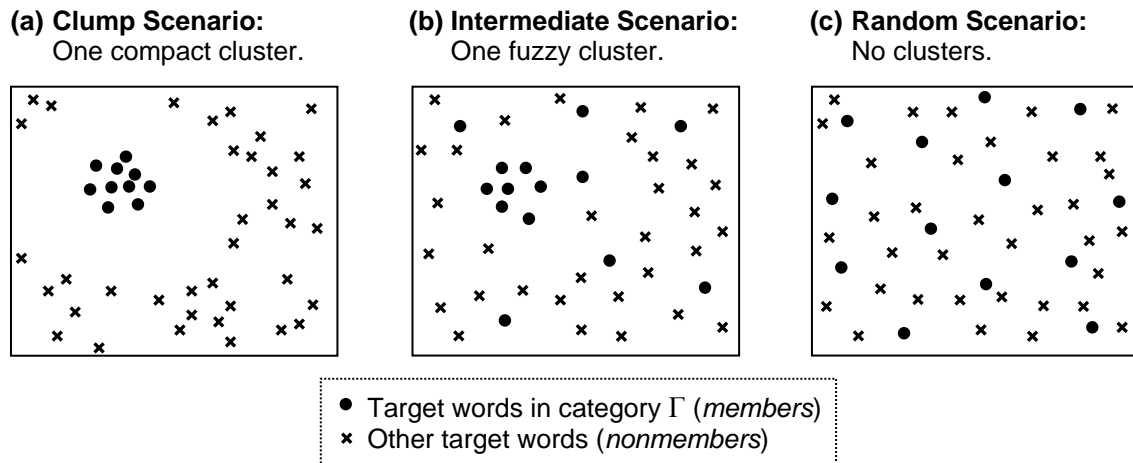 (a) Clump Scenario:
One compact cluster.
(b) Intermediate Scenario:
One fuzzy cluster.
(c) Random Scenario:
No clusters.
Target words in category Γ (members)
Other target words (nonmembers)